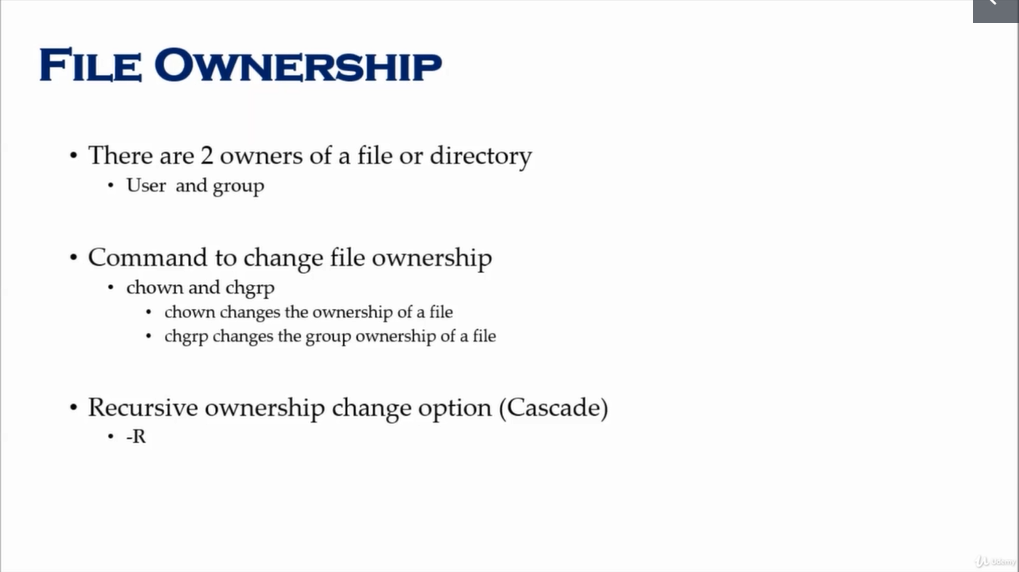 FILE OWNERSHIP
• There are 2 owners of a file or directory
• User and group
• Command to change file ownership
• chown and chgrp
• chown changes the ownership of a file
• chgrp changes the group ownership of a file
• Recursive ownership change option (Cascade)
• -R
Udemy